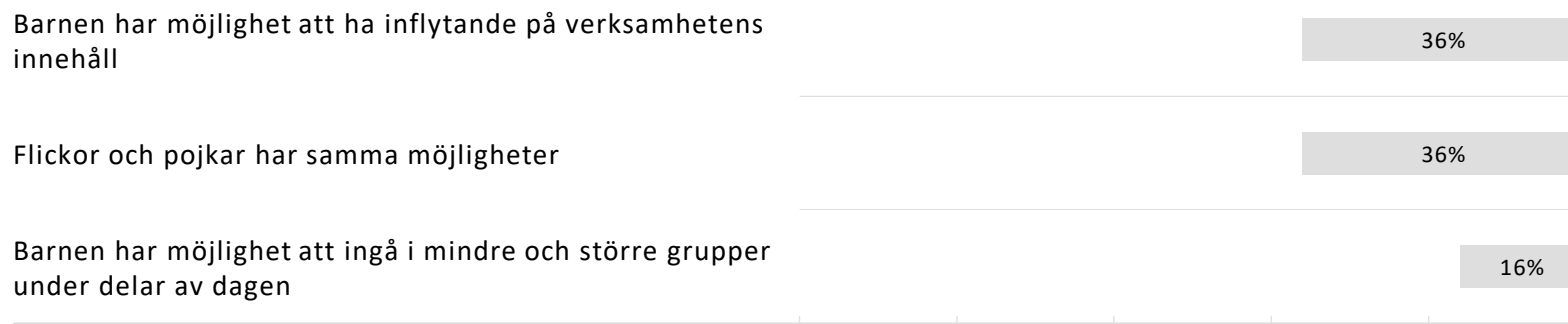 Barnen har möjlighet att ha inflytande på verksamhetens
innehåll
36%
Flickor och pojkar har samma möjligheter
36%
Barnen har möjlighet att ingå i mindre och större grupper
under delar av dagen
16%